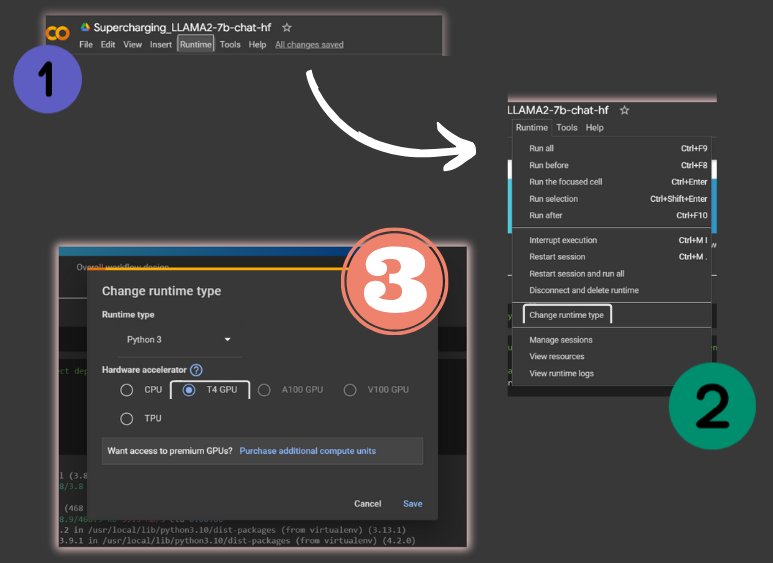 Supercharging_LLAMA2-7b-chat-hf
File Edit View Insert Runtime Tools Help All changes saved
1
LLAMA2-7b-chat-hf
Runtime Tools Help
Run all Ctrl+F9
Run before Ctrl+F8
Run the focused cell Ctrl+Enter
Run selection Ctrl+Shift+Enter
Run after Ctrl+F10
Interrupt execution Ctrl+M I
Restart session Ctrl+M .
Restart session and run all
Disconnect and delete runtime
Change runtime type
Manage sessions
View resources
View runtime logs
2
3
Overall workflow design
Change runtime type
Runtime type
Python 3
Hardware accelerator ?
CPU T4 GPU A100 GPU V100 GPU
TPU
Want access to premium GPUs? Purchase additional compute units
Cancel Save
ect dep
l (3.8
8/3.8
(468
.2 in /usr/local/lib/python3.10/dist-packages (from virtualenv) (3.13.1)
3.9.1 in /usr/local/lib/python3.10/dist-packages (from virtualenv) (4.2.0)